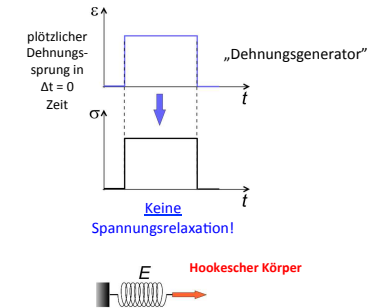 ε
plötzlicher
Dehnungs-
sprung in
Δt = 0
Zeit
„Dehnungsgenerator”
t
σ
t
Keine
Spannungsrelaxation!
E
Hookescher Körper